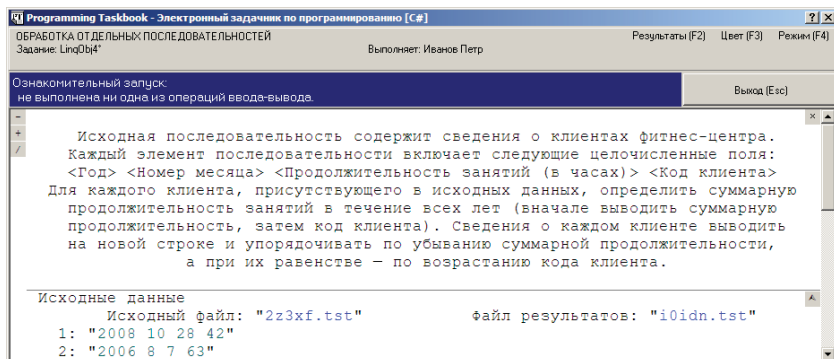 Programming Taskbook - Электронный задачник по программированию [C#]
ОБРАБОТКА ОТДЕЛЬНЫХ ПОСЛЕДОВАТЕЛЬНОСТЕЙ
Результаты (F2) Цвет (F3) Режим (F4)
Задание: LinqObj4°
Выполняет: Иванов Петр
Ознакомительный запуск:
не выполнена ни одна из операций ввода-вывода.
Выход (Esc)
Исходная последовательность содержит сведения о клиентах фитнес-центра.
Каждый элемент последовательности включает следующие целочисленные поля:
<Год> <Номер месяца> <Продолжительность занятий (в часах)> <Код клиента>
Для каждого клиента, присутствующего в исходных данных, определить суммарную
продолжительность занятий в течение всех лет (вначале выводить суммарную
продолжительность, затем код клиента). Сведения о каждом клиенте выводить
на новой строке и упорядочивать по убыванию суммарной продолжительности,
а при их равенстве — по возрастанию кода клиента.
Исходные данные
Исходный файл: "2z3xf.tst" Файл результатов: "i0idn.tst"
1: "2008 10 28 42"
2: "2006 8 7 63"